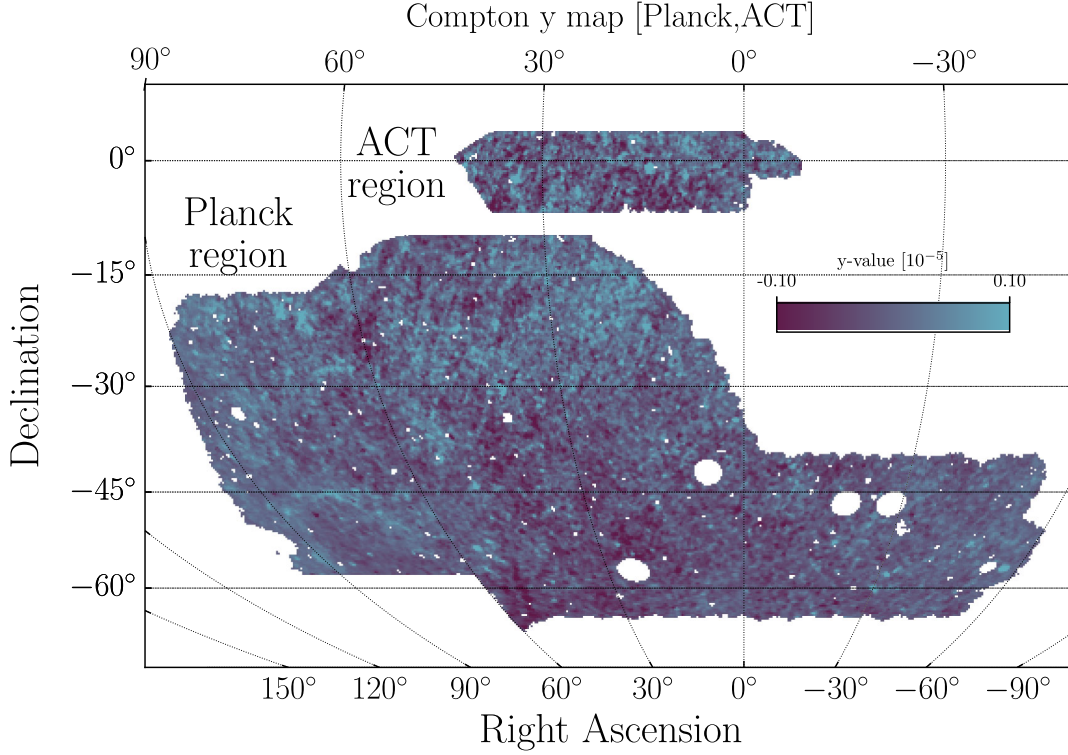 Compton y map [Planck,ACT]
90° 60° 30° 0° −30°
ACT
region
0°
Planck
region
y-value [10⁻⁵]
−15°
-0.10 0.10
Declination
−30°
−45°
−60°
150° 120° 90° 60° 30° 0° −30° −60° −90°
Right Ascension